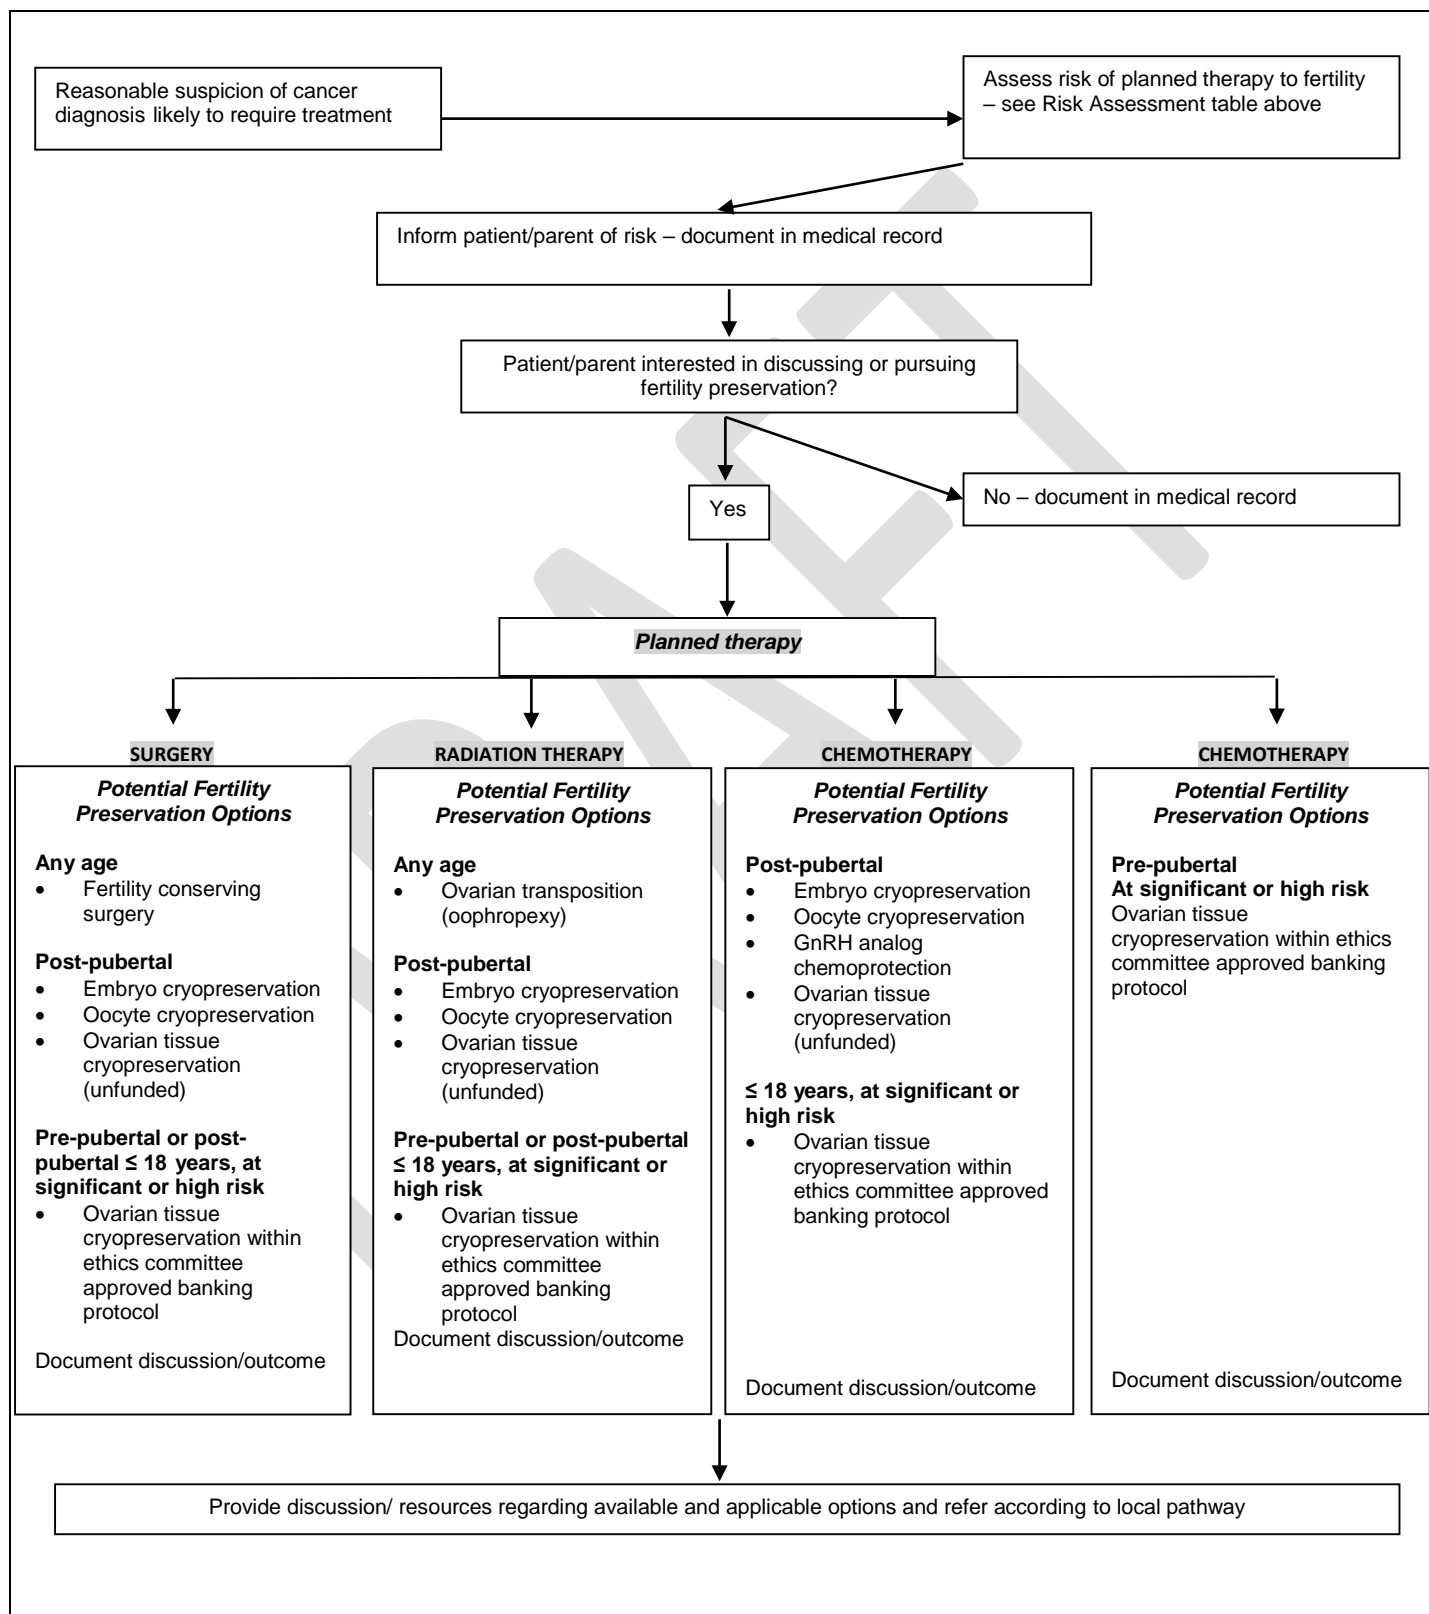 Reasonable suspicion of cancer
diagnosis likely to require treatment
Assess risk of planned therapy to fertility
– see Risk Assessment table above
Inform patient/parent of risk – document in medical record
Patient/parent interested in discussing or pursuing
fertility preservation?
Yes
No – document in medical record
Planned therapy
SURGERY
Potential Fertility
Preservation Options
Any age
• Fertility conserving
surgery
Post-pubertal
• Embryo cryopreservation
• Oocyte cryopreservation
• Ovarian tissue
cryopreservation
(unfunded)
Pre-pubertal or post-
pubertal ≤ 18 years, at
significant or high risk
• Ovarian tissue
cryopreservation within
ethics committee
approved banking
protocol
Document discussion/outcome
RADIATION THERAPY
Potential Fertility
Preservation Options
Any age
• Ovarian transposition
(oophropexy)
Post-pubertal
• Embryo cryopreservation
• Oocyte cryopreservation
• Ovarian tissue
cryopreservation
(unfunded)
Pre-pubertal or post-pubertal
≤ 18 years, at significant or
high risk
• Ovarian tissue
cryopreservation within
ethics committee
approved banking
protocol
Document discussion/outcome
CHEMOTHERAPY
Potential Fertility
Preservation Options
Post-pubertal
• Embryo cryopreservation
• Oocyte cryopreservation
• GnRH analog
chemoprotection
• Ovarian tissue
cryopreservation
(unfunded)
≤ 18 years, at significant or
high risk
• Ovarian tissue
cryopreservation within
ethics committee approved
banking protocol
Document discussion/outcome
CHEMOTHERAPY
Potential Fertility
Preservation Options
Pre-pubertal
At significant or high risk
Ovarian tissue
cryopreservation within ethics
committee approved banking
protocol
Document discussion/outcome
Provide discussion/ resources regarding available and applicable options and refer according to local pathway
DRAFT